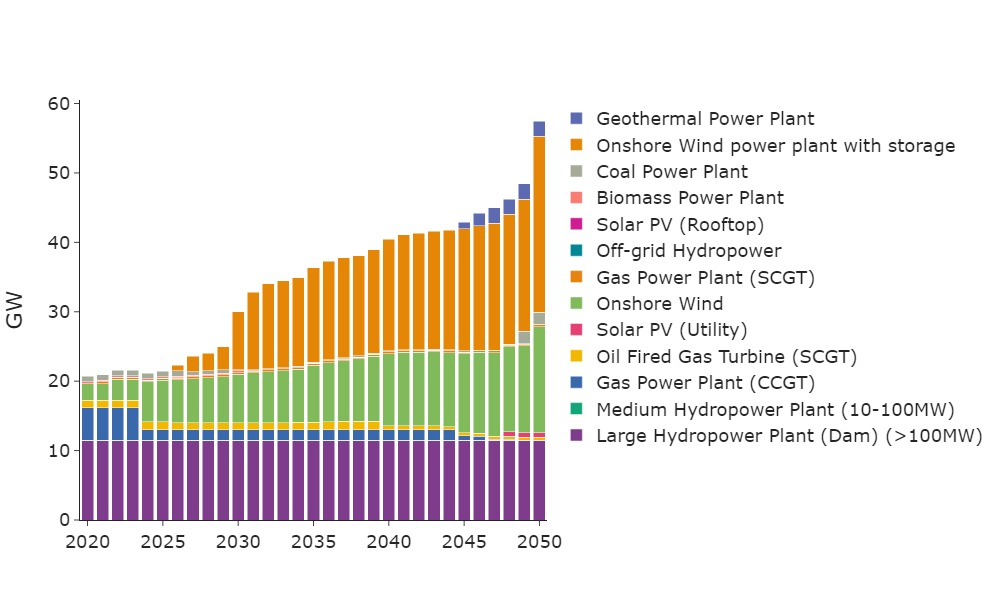 60
50
40
30
20
10
0
GW
2020 2025 2030 2035 2040 2045 2050
Geothermal Power Plant
Onshore Wind power plant with storage
Coal Power Plant
Biomass Power Plant
Solar PV (Rooftop)
Off-grid Hydropower
Gas Power Plant (SCGT)
Onshore Wind
Solar PV (Utility)
Oil Fired Gas Turbine (SCGT)
Gas Power Plant (CCGT)
Medium Hydropower Plant (10-100MW)
Large Hydropower Plant (Dam) (>100MW)